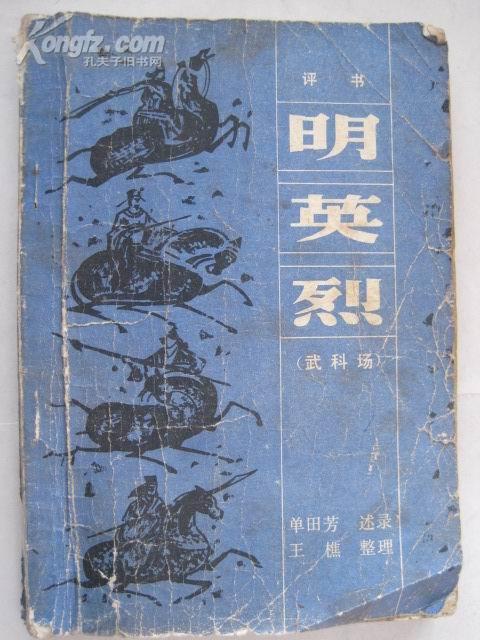 Kongfz.com
孔夫子旧书网
评书
明
英
烈
(武科场)
单田芳 述录
王樵 整理